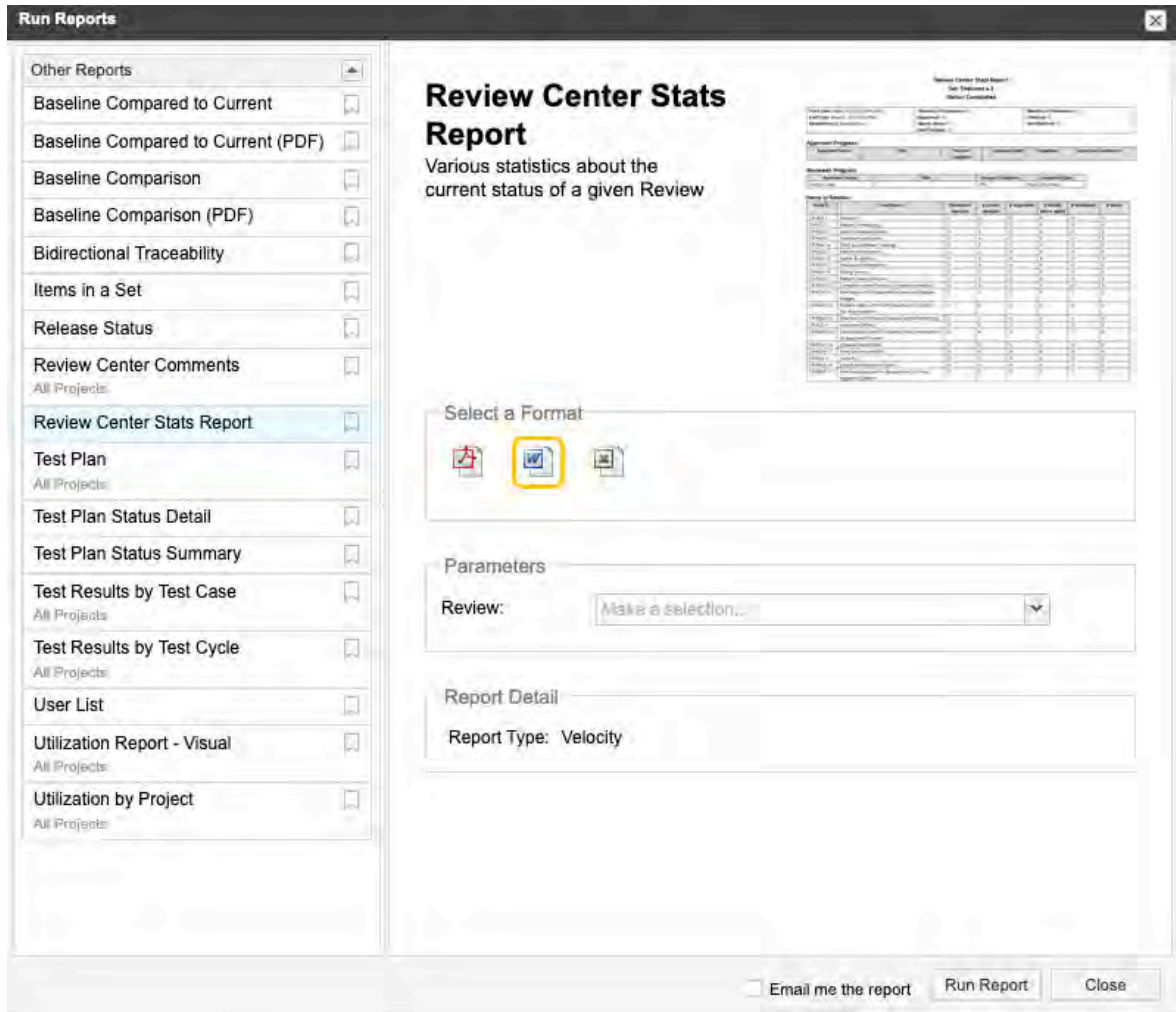 Run Reports
Other Reports
Baseline Compared to Current
Baseline Compared to Current (PDF)
Baseline Comparison
Baseline Comparison (PDF)
Bidirectional Traceability
Items in a Set
Release Status
Review Center Comments
All Projects
Review Center Stats Report
Test Plan
All Projects
Test Plan Status Detail
Test Plan Status Summary
Test Results by Test Case
All Projects
Test Results by Test Cycle
All Projects
User List
Utilization Report - Visual
All Projects
Utilization by Project
All Projects
Review Center Stats
Report
Various statistics about the
current status of a given Review
Select a Format
Parameters
Review:
Make a selection...
Report Detail
Report Type: Velocity
Email me the report
Run Report
Close